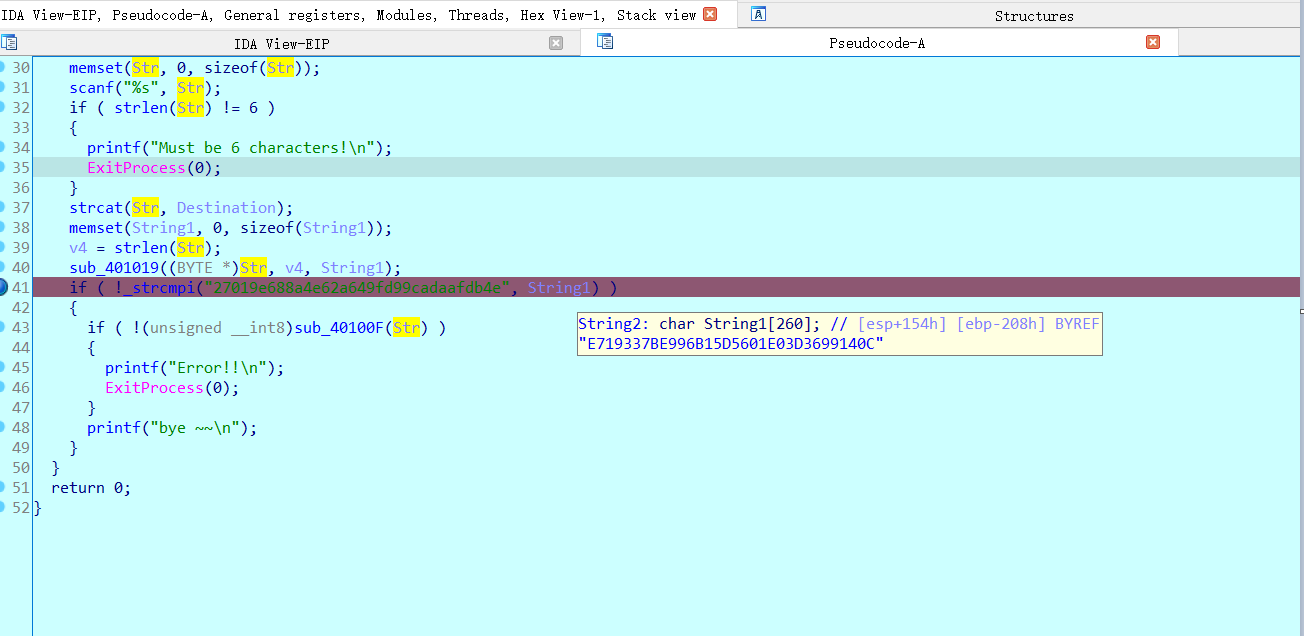 IDA View-EIP, Pseudocode-A, General registers, Modules, Threads, Hex View-1, Stack view
Structures
IDA View-EIP
Pseudocode-A
30 memset(Str, 0, sizeof(Str));
31 scanf("%s", Str);
32 if ( strlen(Str) != 6 )
33 {
34 printf("Must be 6 characters!\n");
35 ExitProcess(0);
36 }
37 strcat(Str, Destination);
38 memset(String1, 0, sizeof(String1));
39 v4 = strlen(Str);
40 sub_401019((BYTE *)Str, v4, String1);
41 if ( !_strcmpi("27019e688a4e62a649fd99cadaafdb4e", String1) )
42 {
43 if ( !(unsigned __int8)sub_40100F(Str) )
44 {
45 printf("Error!!\n");
46 ExitProcess(0);
47 }
48 printf("bye ~~\n");
49 }
50 }
51 return 0;
52 }
String2: char String1[260]; // [esp+154h] [ebp-208h] BYREF
"E719337BE996B15D5601E03D3699140C"